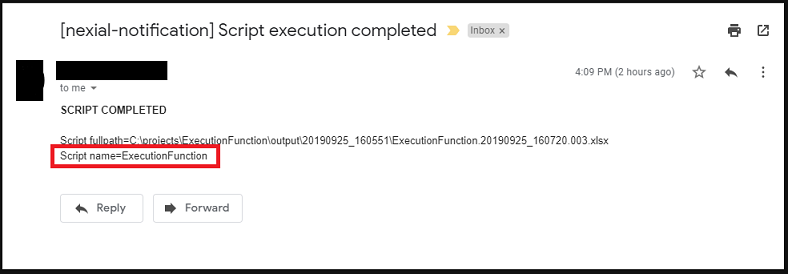 [nexial-notification] Script execution completed Inbox x
4:09 PM (2 hours ago)
to me
SCRIPT COMPLETED
Script fullpath=C:\projects\ExecutionFunction\output\20190925_160551\ExecutionFunction.20190925_160720.003.xlsx
Script name=ExecutionFunction
Reply Forward